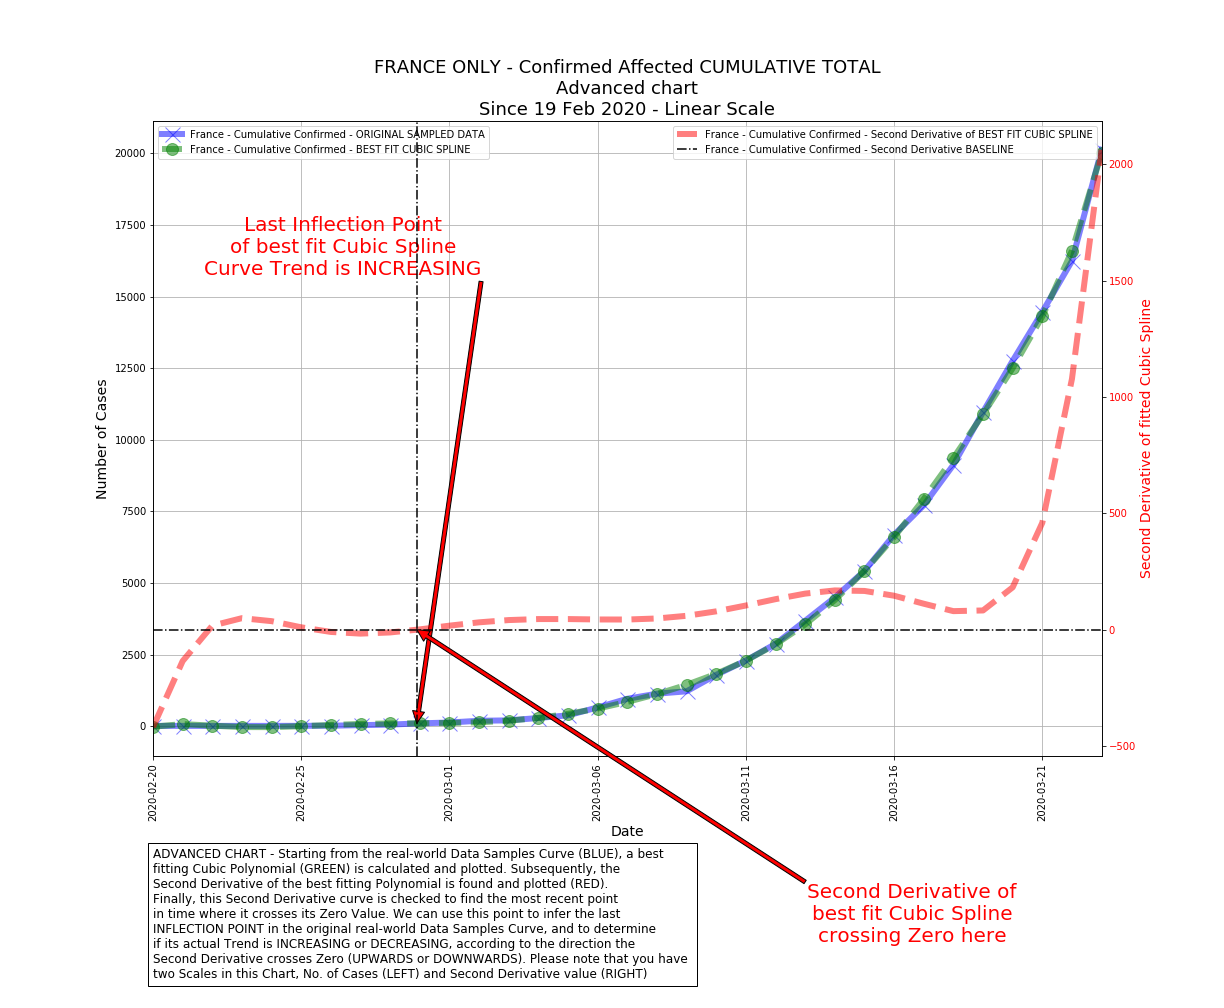 FRANCE ONLY - Confirmed Affected CUMULATIVE TOTAL
Advanced chart
Since 19 Feb 2020 - Linear Scale
France - Cumulative Confirmed - ORIGINAL SAMPLED DATA
France - Cumulative Confirmed - BEST FIT CUBIC SPLINE
France - Cumulative Confirmed - Second Derivative of BEST FIT CUBIC SPLINE
France - Cumulative Confirmed - Second Derivative BASELINE
Last Inflection Point
of best fit Cubic Spline
Curve Trend is INCREASING
Number of Cases
20000
17500
15000
12500
10000
7500
5000
2500
0
2000
1500
1000
500
0
−500
Second Derivative of fitted Cubic Spline
2020-02-20
2020-02-25
2020-03-01
2020-03-06
2020-03-11
2020-03-16
2020-03-21
Date
ADVANCED CHART - Starting from the real-world Data Samples Curve (BLUE), a best
fitting Cubic Polynomial (GREEN) is calculated and plotted. Subsequently, the
Second Derivative of the best fitting Polynomial is found and plotted (RED).
Finally, this Second Derivative curve is checked to find the most recent point
in time where it crosses its Zero Value. We can use this point to infer the last
INFLECTION POINT in the original real-world Data Samples Curve, and to determine
if its actual Trend is INCREASING or DECREASING, according to the direction the
Second Derivative crosses Zero (UPWARDS or DOWNWARDS). Please note that you have
two Scales in this Chart, No. of Cases (LEFT) and Second Derivative value (RIGHT)
Second Derivative of
best fit Cubic Spline
crossing Zero here